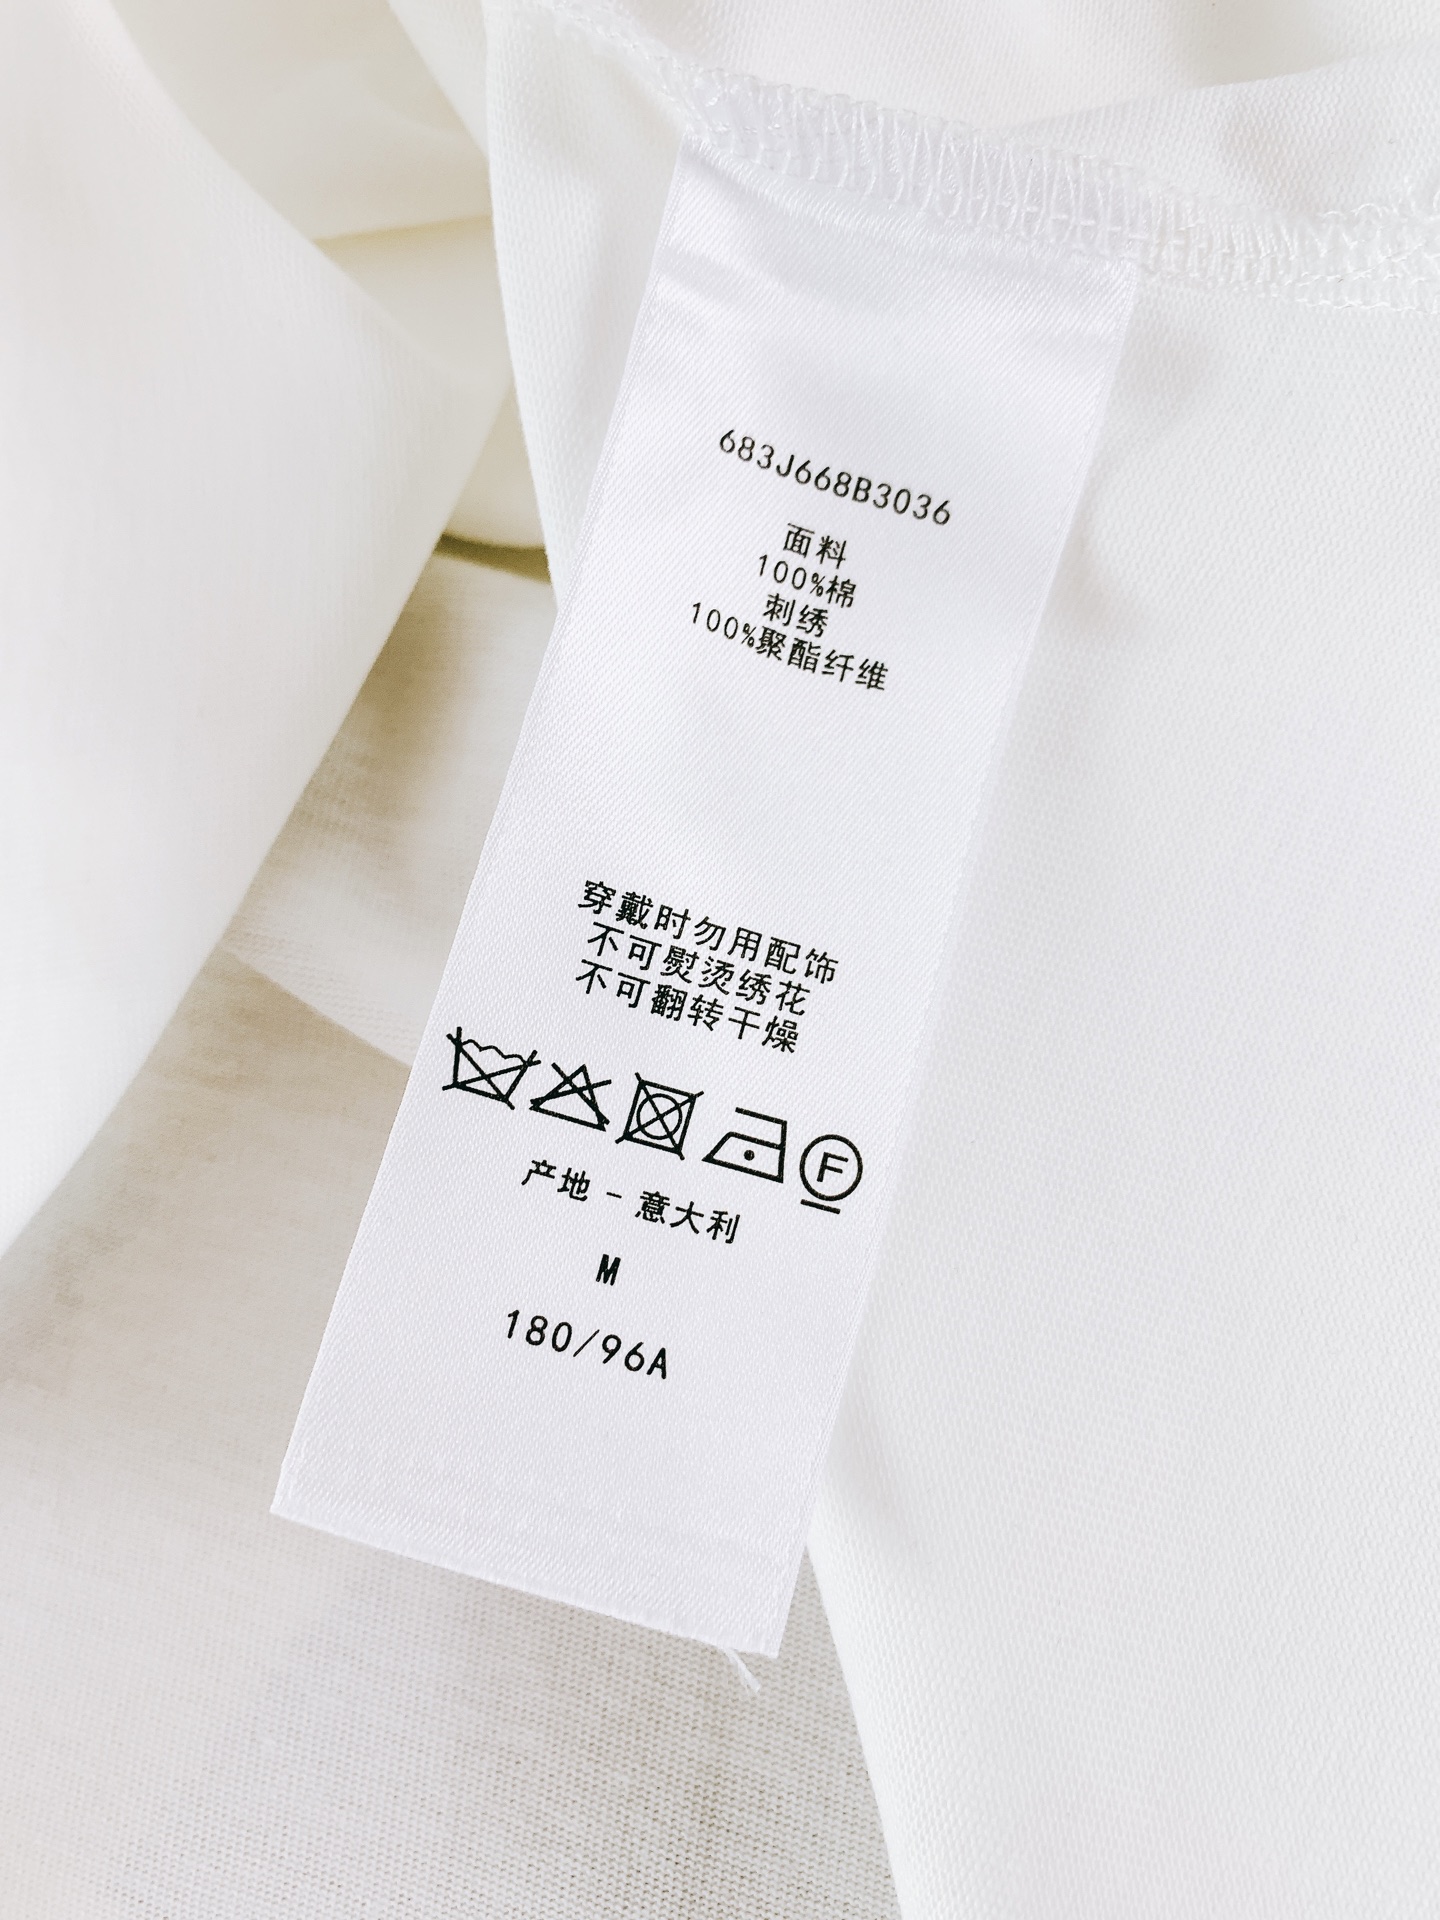 683J668B3036
面料
100%棉
刺绣
100%聚酯纤维
穿戴时勿用配饰
不可熨烫绣花
不可翻转干燥
F
产地 - 意大利
M
180/96A